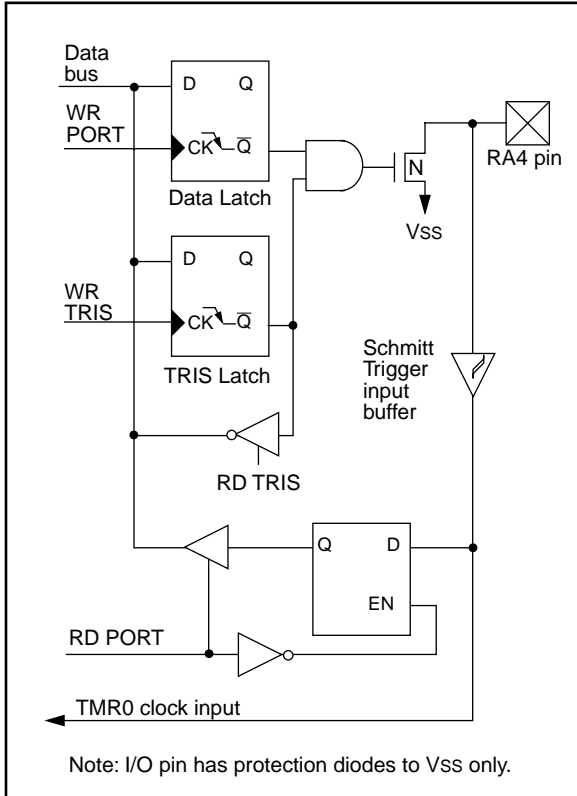 Data
bus
D Q
WR
PORT
CK Q
Data Latch
N
RA4 pin
VSS
D Q
WR
TRIS
CK Q
TRIS Latch
Schmitt
Trigger
input
buffer
RD TRIS
Q D
EN
RD PORT
TMR0 clock input
Note: I/O pin has protection diodes to VSS only.